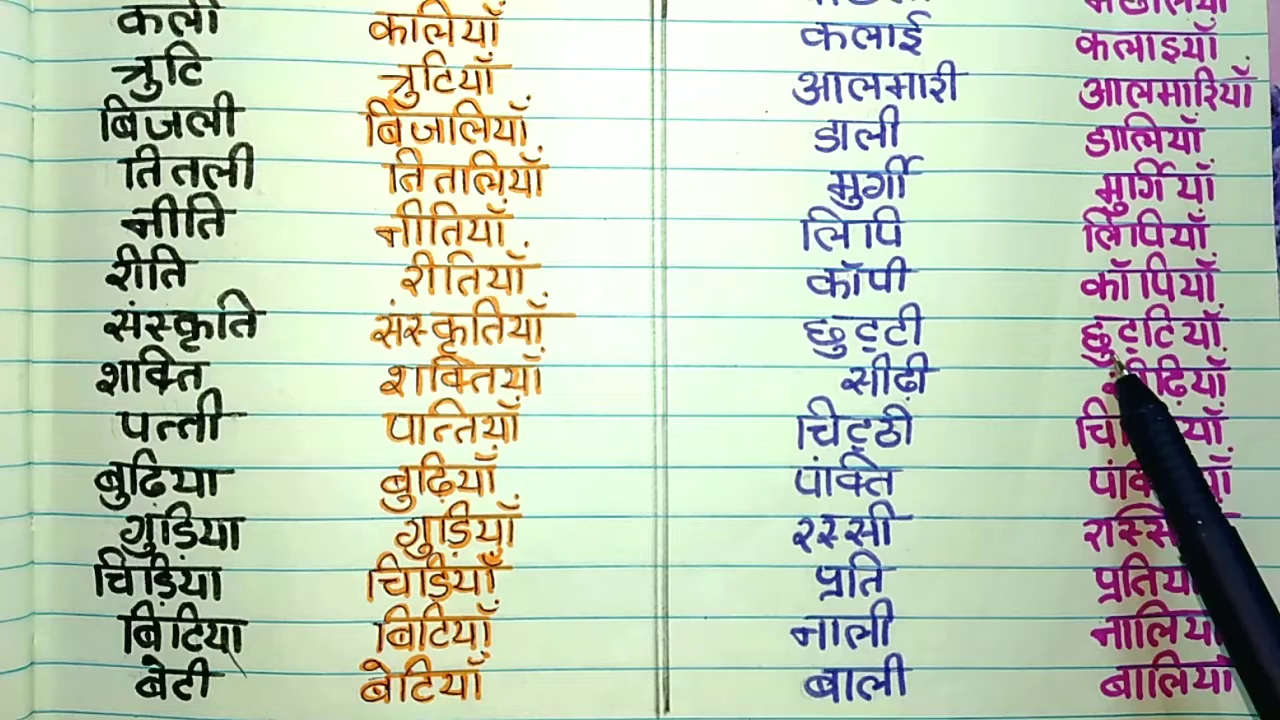 कली कलियाँ
त्रुटि त्रुटियाँ
बिजली बिजलियाँ
तितली तितलियाँ
नीति नीतियाँ
रीति रीतियाँ
संस्कृति संस्कृतियाँ
शक्ति शक्तियाँ
पत्ती पत्तियाँ
बुढिया बुढ़ियाँ
गुड़िया गुड़ियाँ
चिड़िया चिड़ियाँ
बिटिया बिटियाँ
बेटी बेटियाँ
कलाई कलाइयाँ
आलमारी आलमारियाँ
डाली डालियाँ
मुर्गी मुर्गियाँ
लिपि लिपियाँ
कॉपी कॉपियाँ
छुट्टी छुट्टियाँ
सीढी
चिट्ठी
पंक्ति
रस्सी
प्रति
नाली नालियाँ
बाली बालियाँ